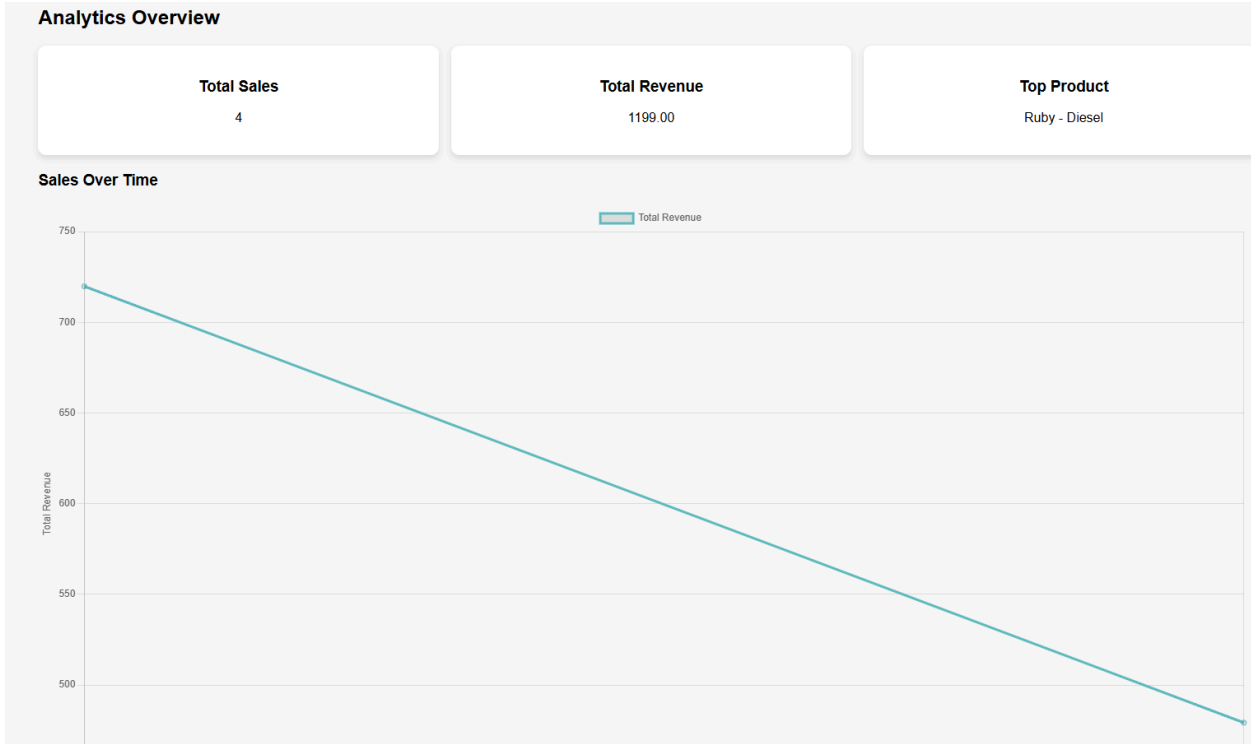 Analytics Overview
Total Sales
4
Total Revenue
1199.00
Top Product
Ruby - Diesel
Sales Over Time
Total Revenue
750
700
650
600
550
500
Total Revenue